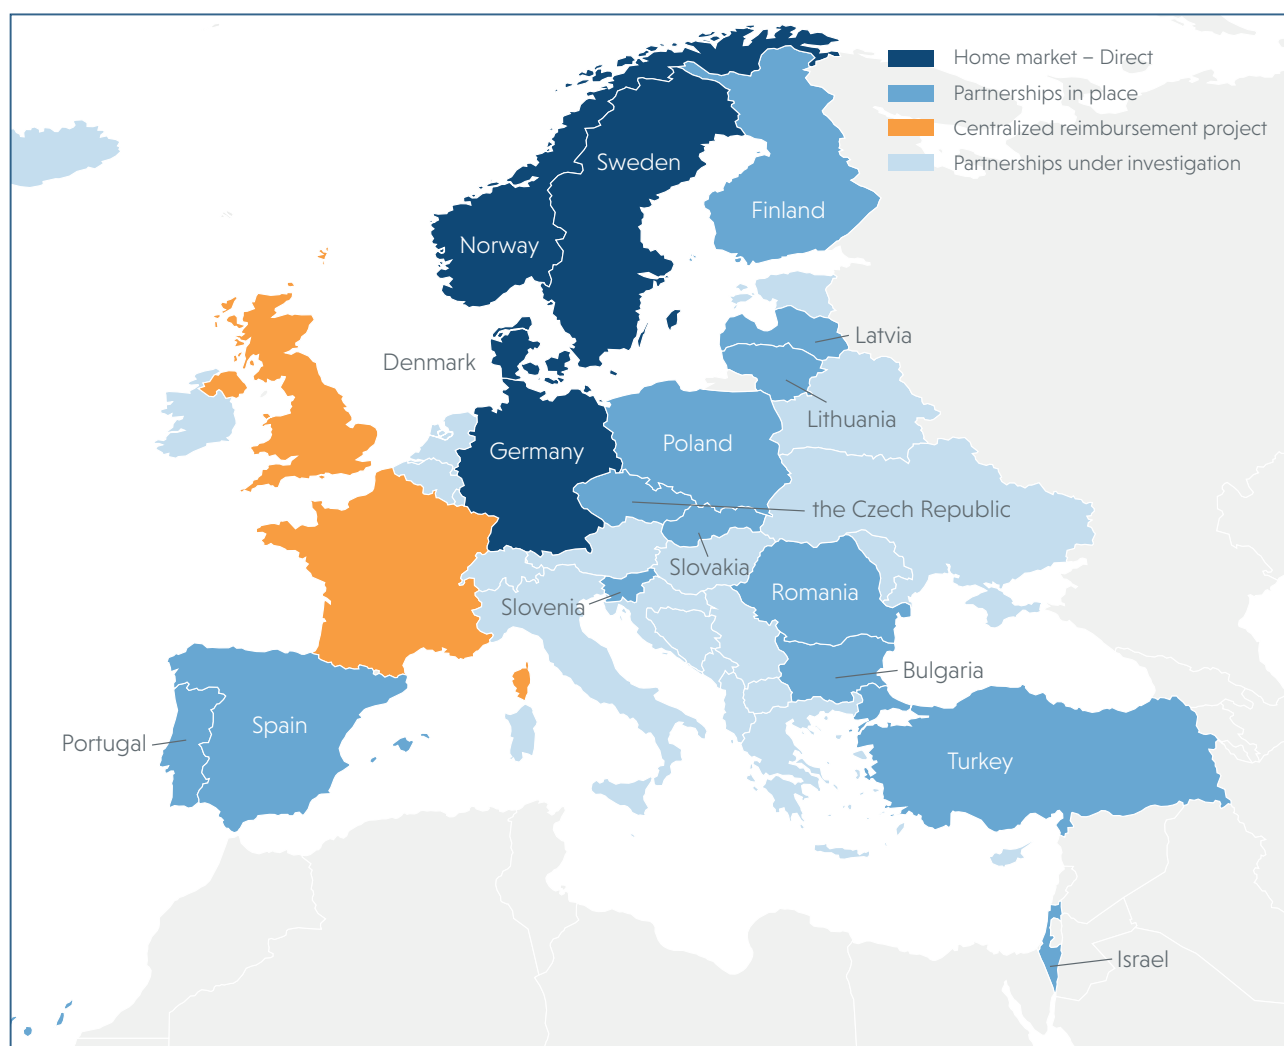 Home market – Direct
Partnerships in place
Centralized reimbursement project
Partnerships under investigation
Sweden
Finland
Norway
Latvia
Denmark
Lithuania
Poland
Germany
the Czech Republic
Slovakia
Romania
Slovenia
Bulgaria
Spain
Portugal
Turkey
Israel